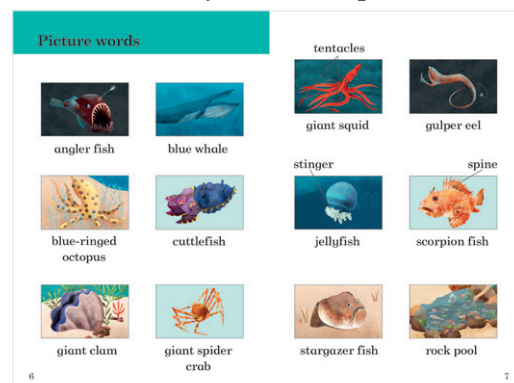 Picture words
angler fish
blue whale
blue-ringed
octopus
cuttlefish
giant clam
giant spider
crab
6
tentacles
giant squid
gulper eel
stinger
spine
jellyfish
scorpion fish
stargazer fish
rock pool
7